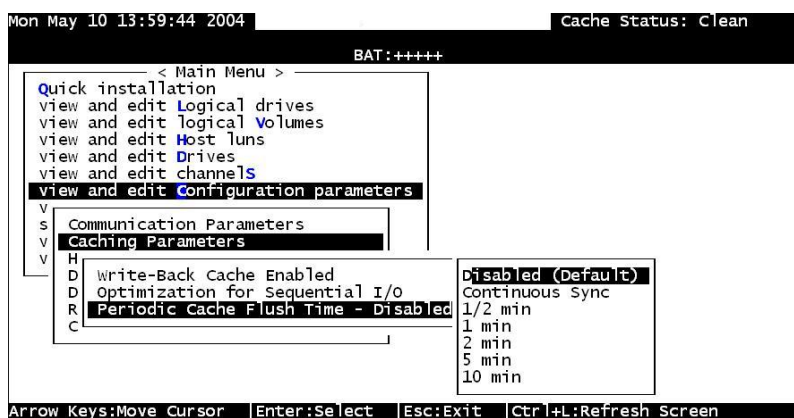 Mon May 10 13:59:44 2004 Cache Status: Clean
BAT:+++++
< Main Menu >
Quick installation
view and edit Logical drives
view and edit logical Volumes
view and edit Host luns
view and edit Drives
view and edit channelS
view and edit Configuration parameters
v
s Communication Parameters
v Caching Parameters
v H
D Write-Back Cache Enabled Disabled (Default)
D Optimization for Sequential I/O Continuous Sync
R Periodic Cache Flush Time - Disabled 1/2 min
C 1 min
2 min
5 min
10 min
Arrow Keys:Move Cursor |Enter:Select |Esc:Exit |Ctrl+L:Refresh Screen